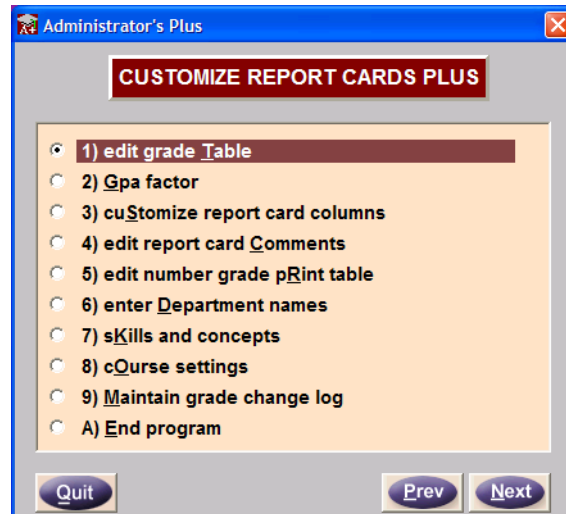 Administrator's Plus
CUSTOMIZE REPORT CARDS PLUS
1) edit grade Table
2) Gpa factor
3) cuStomize report card columns
4) edit report card Comments
5) edit number grade pRint table
6) enter Department names
7) sKills and concepts
8) cOurse settings
9) Maintain grade change log
A) End program
Quit Prev Next